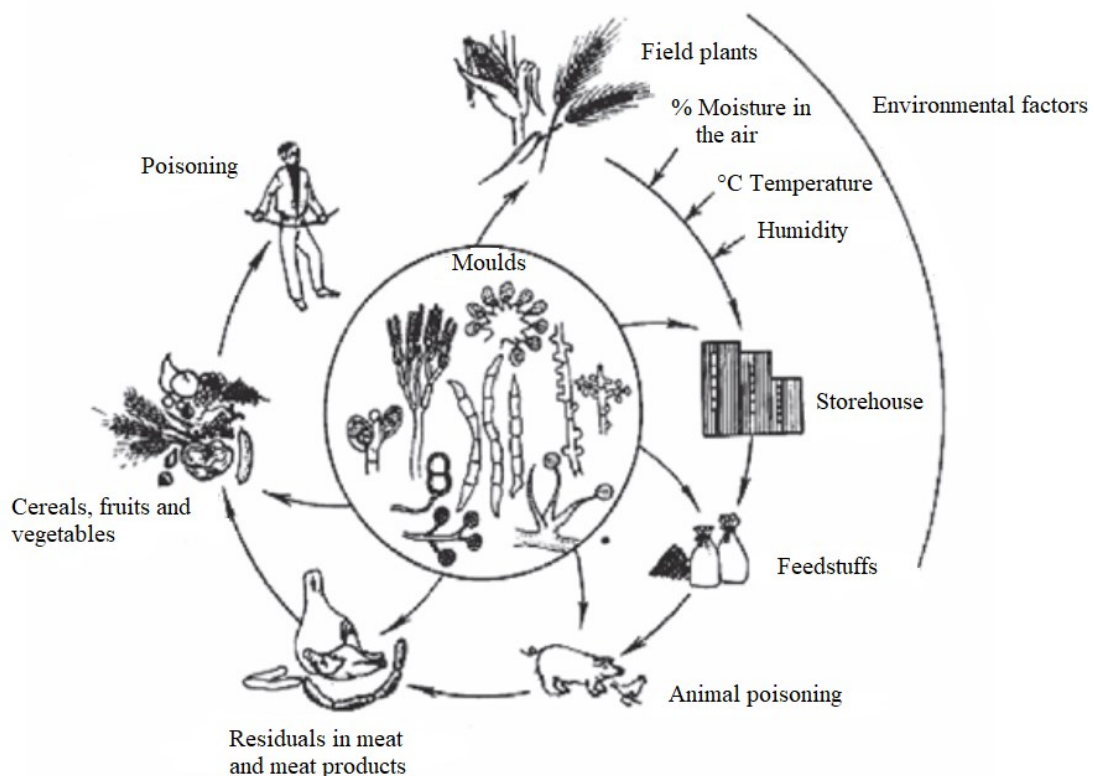 Field plants
% Moisture in
the air
Environmental factors
Poisoning
°C Temperature
Humidity
Moulds
Storehouse
Cereals, fruits and
vegetables
Feedstuffs
Animal poisoning
Residuals in meat
and meat products